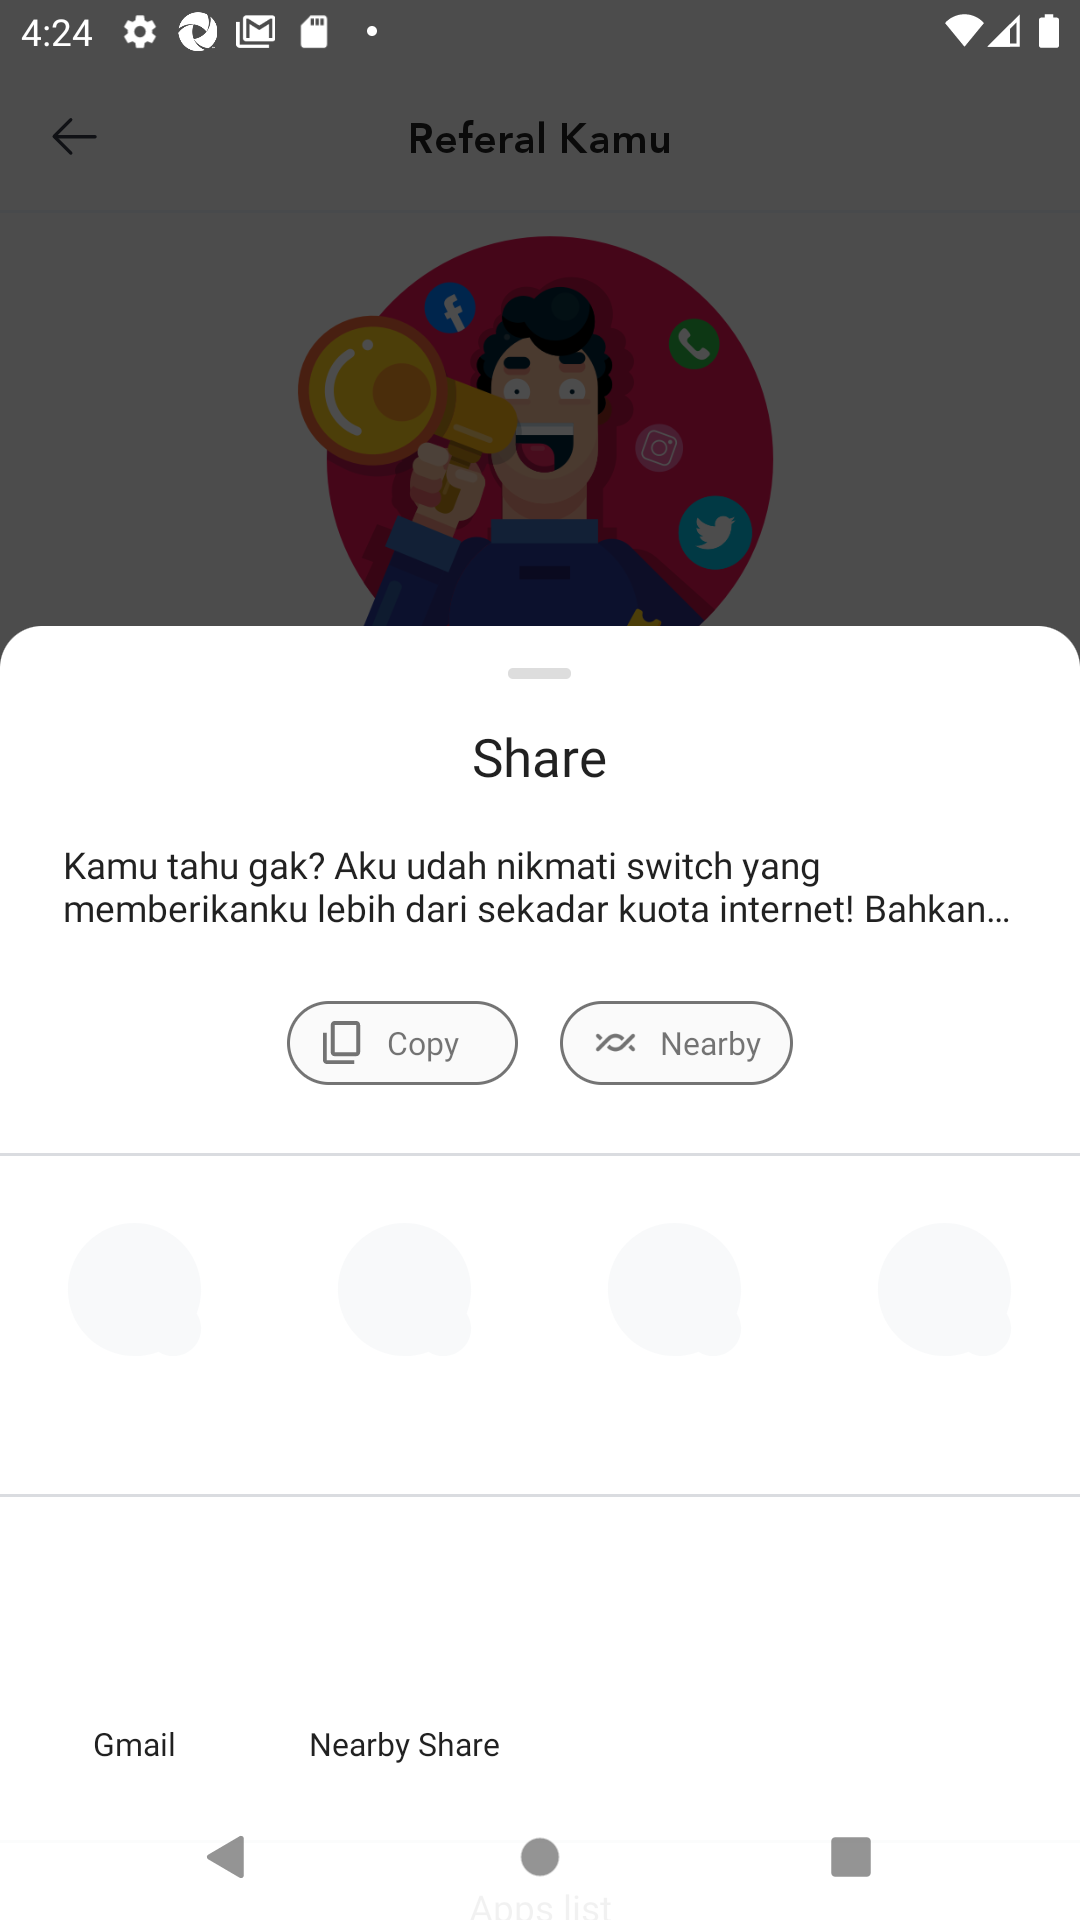 4:24
Referal Kamu
Share
Kamu tahu gak? Aku udah nikmati switch yang
memberikanku lebih dari sekadar kuota internet! Bahkan…
Copy
Nearby
Gmail
Nearby Share
Apps list